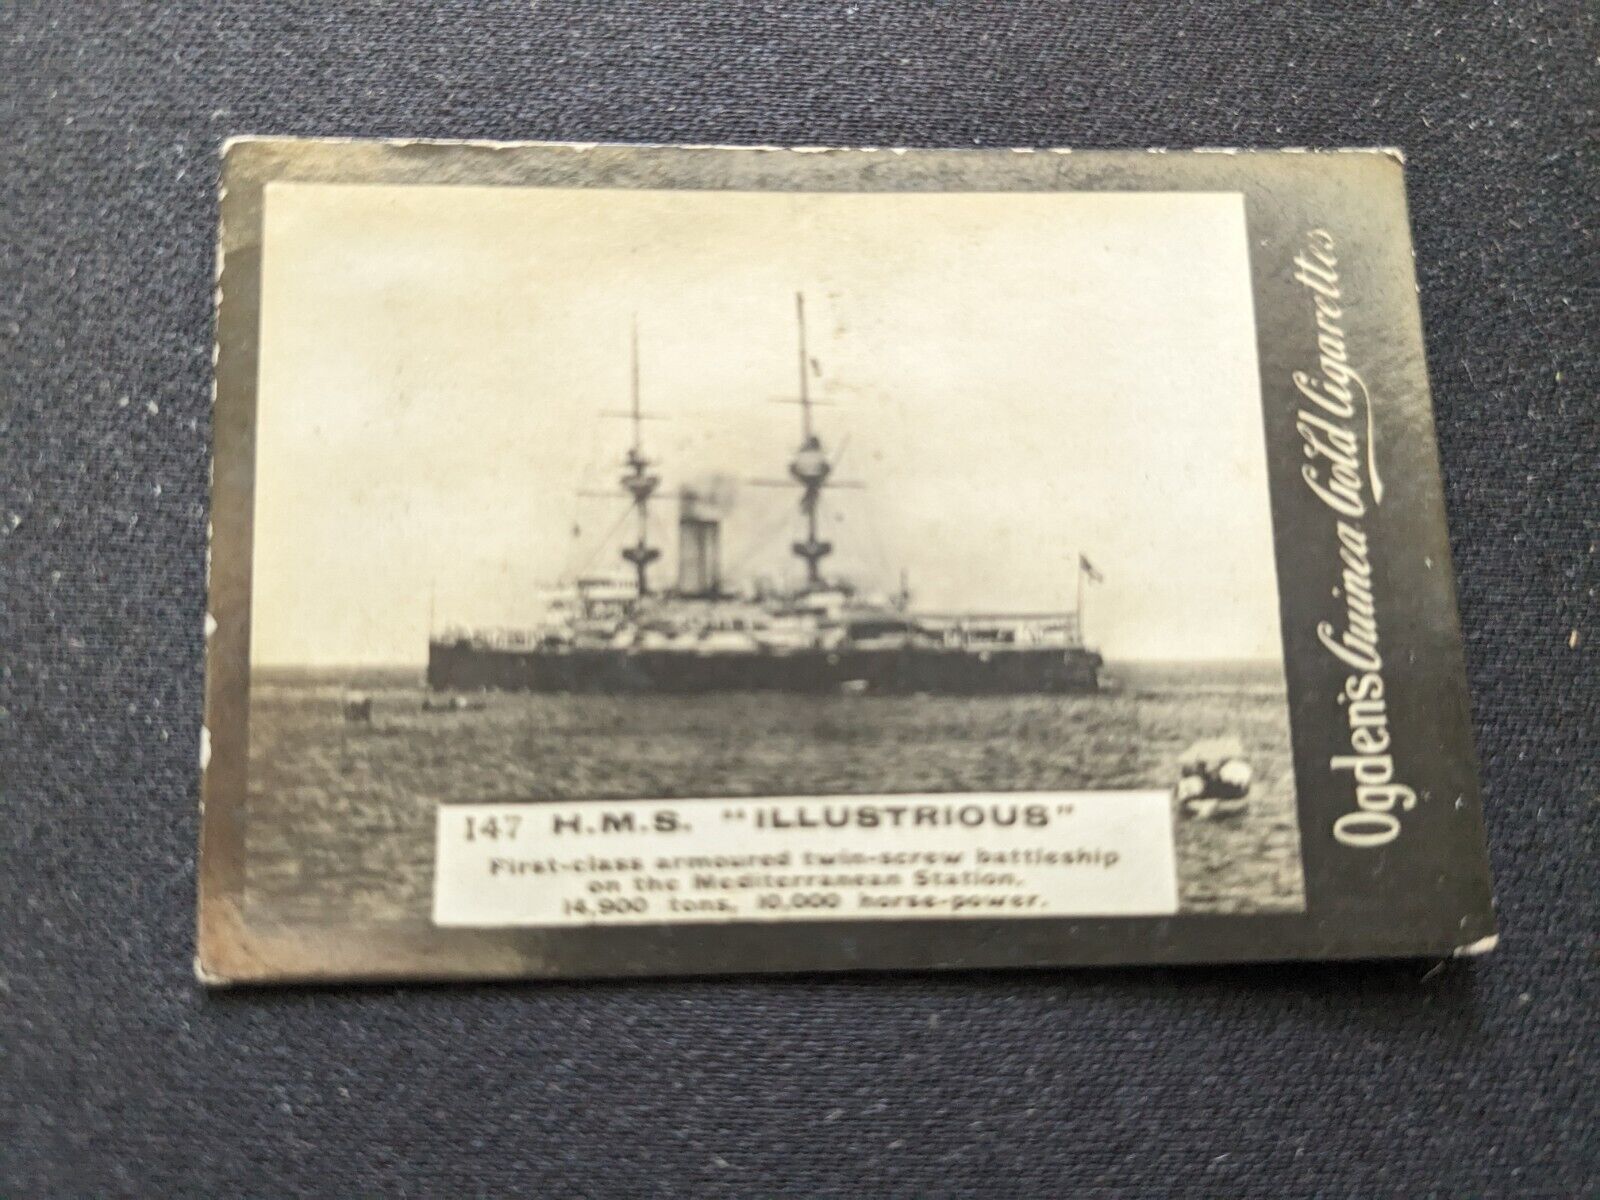 147 H.M.S. "ILLUSTRIOUS"
First-class armoured twin-screw battleship
on the Mediterranean Station.
14,900 tons, 10,000 horse-power.
Ogden's Guinea Gold Cigarettes